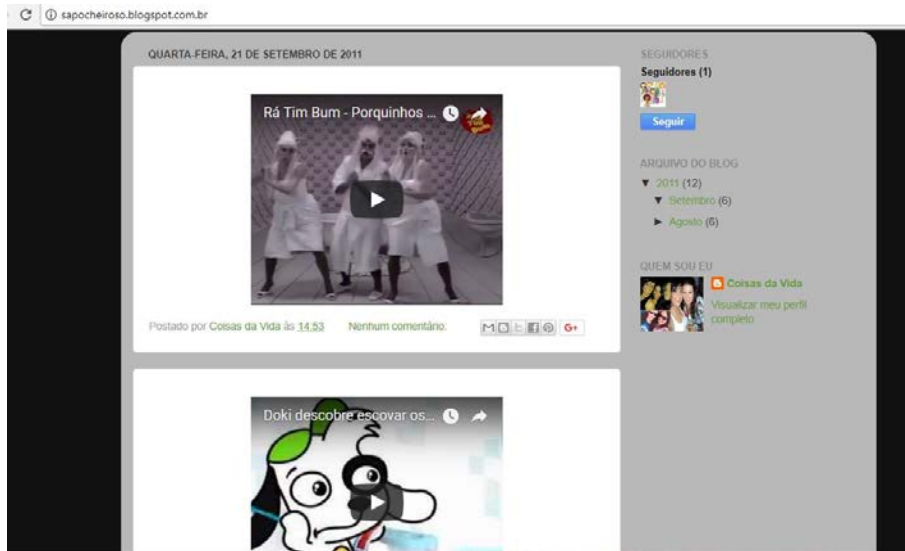 sapocheiroso.blogspot.com.br
QUARTA-FEIRA, 21 DE SETEMBRO DE 2011
Rá Tim Bum - Porquinhos ...
Postado por Coisas da Vida às 14:53 Nenhum comentário:
G+
Doki descobre escovar os...
SEGUIDORES
Seguidores (1)
Seguir
ARQUIVO DO BLOG
▼ 2011 (12)
▼ Setembro (6)
► Agosto (6)
QUEM SOU EU
Coisas da Vida
Visualizar meu perfil
completo